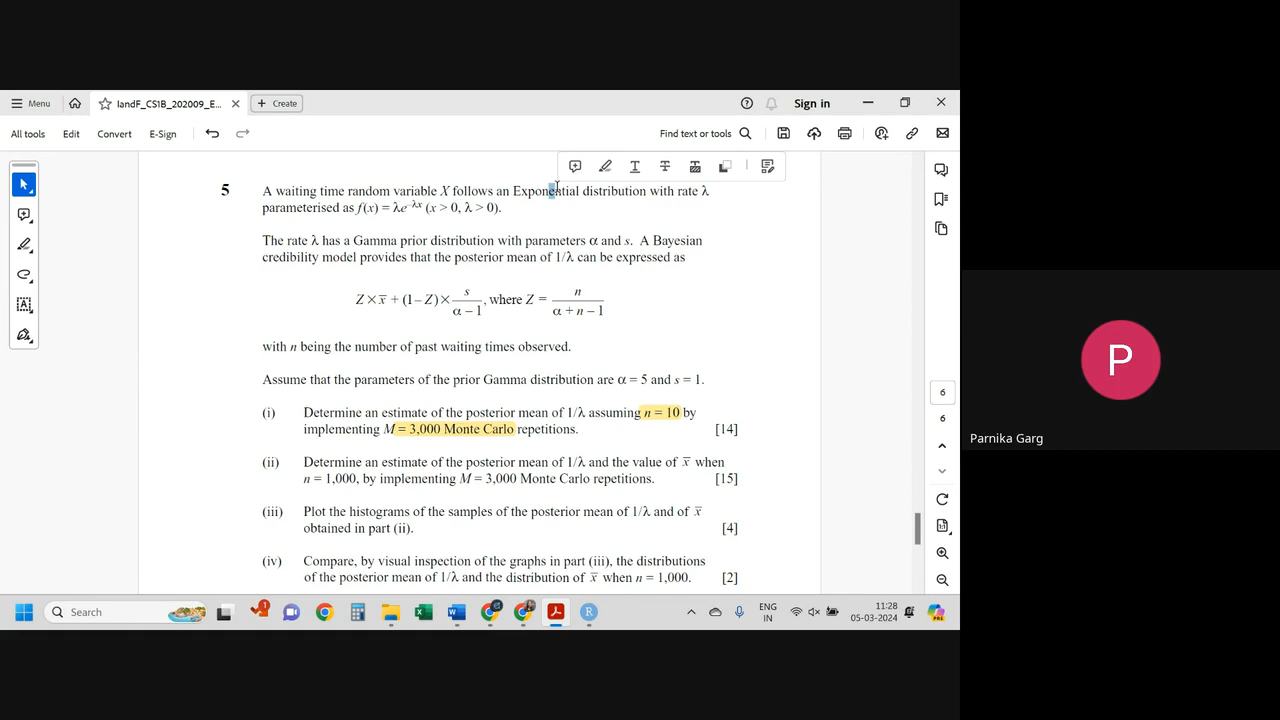 Menu
IandF_CS1B_202009_E...
Create
Sign in
All tools
Edit
Convert
E-Sign
Find text or tools
5
A waiting time random variable X follows an Exponential distribution with rate λ
parameterised as f(x) = λe^−λx (x > 0, λ > 0).
The rate λ has a Gamma prior distribution with parameters α and s. A Bayesian
credibility model provides that the posterior mean of 1/λ can be expressed as
Z × x̄ + (1 – Z) × s / (α – 1), where Z = n / (α + n – 1)
with n being the number of past waiting times observed.
Assume that the parameters of the prior Gamma distribution are α = 5 and s = 1.
(i) Determine an estimate of the posterior mean of 1/λ assuming n = 10 by
implementing M = 3,000 Monte Carlo repetitions. [14]
(ii) Determine an estimate of the posterior mean of 1/λ and the value of x̄ when
n = 1,000, by implementing M = 3,000 Monte Carlo repetitions. [15]
(iii) Plot the histograms of the samples of the posterior mean of 1/λ and of x̄
obtained in part (ii). [4]
(iv) Compare, by visual inspection of the graphs in part (iii), the distributions
of the posterior mean of 1/λ and the distribution of x̄ when n = 1,000. [2]
6
6
P
Parnika Garg
Search
1
ENG
IN
11:28
05-03-2024